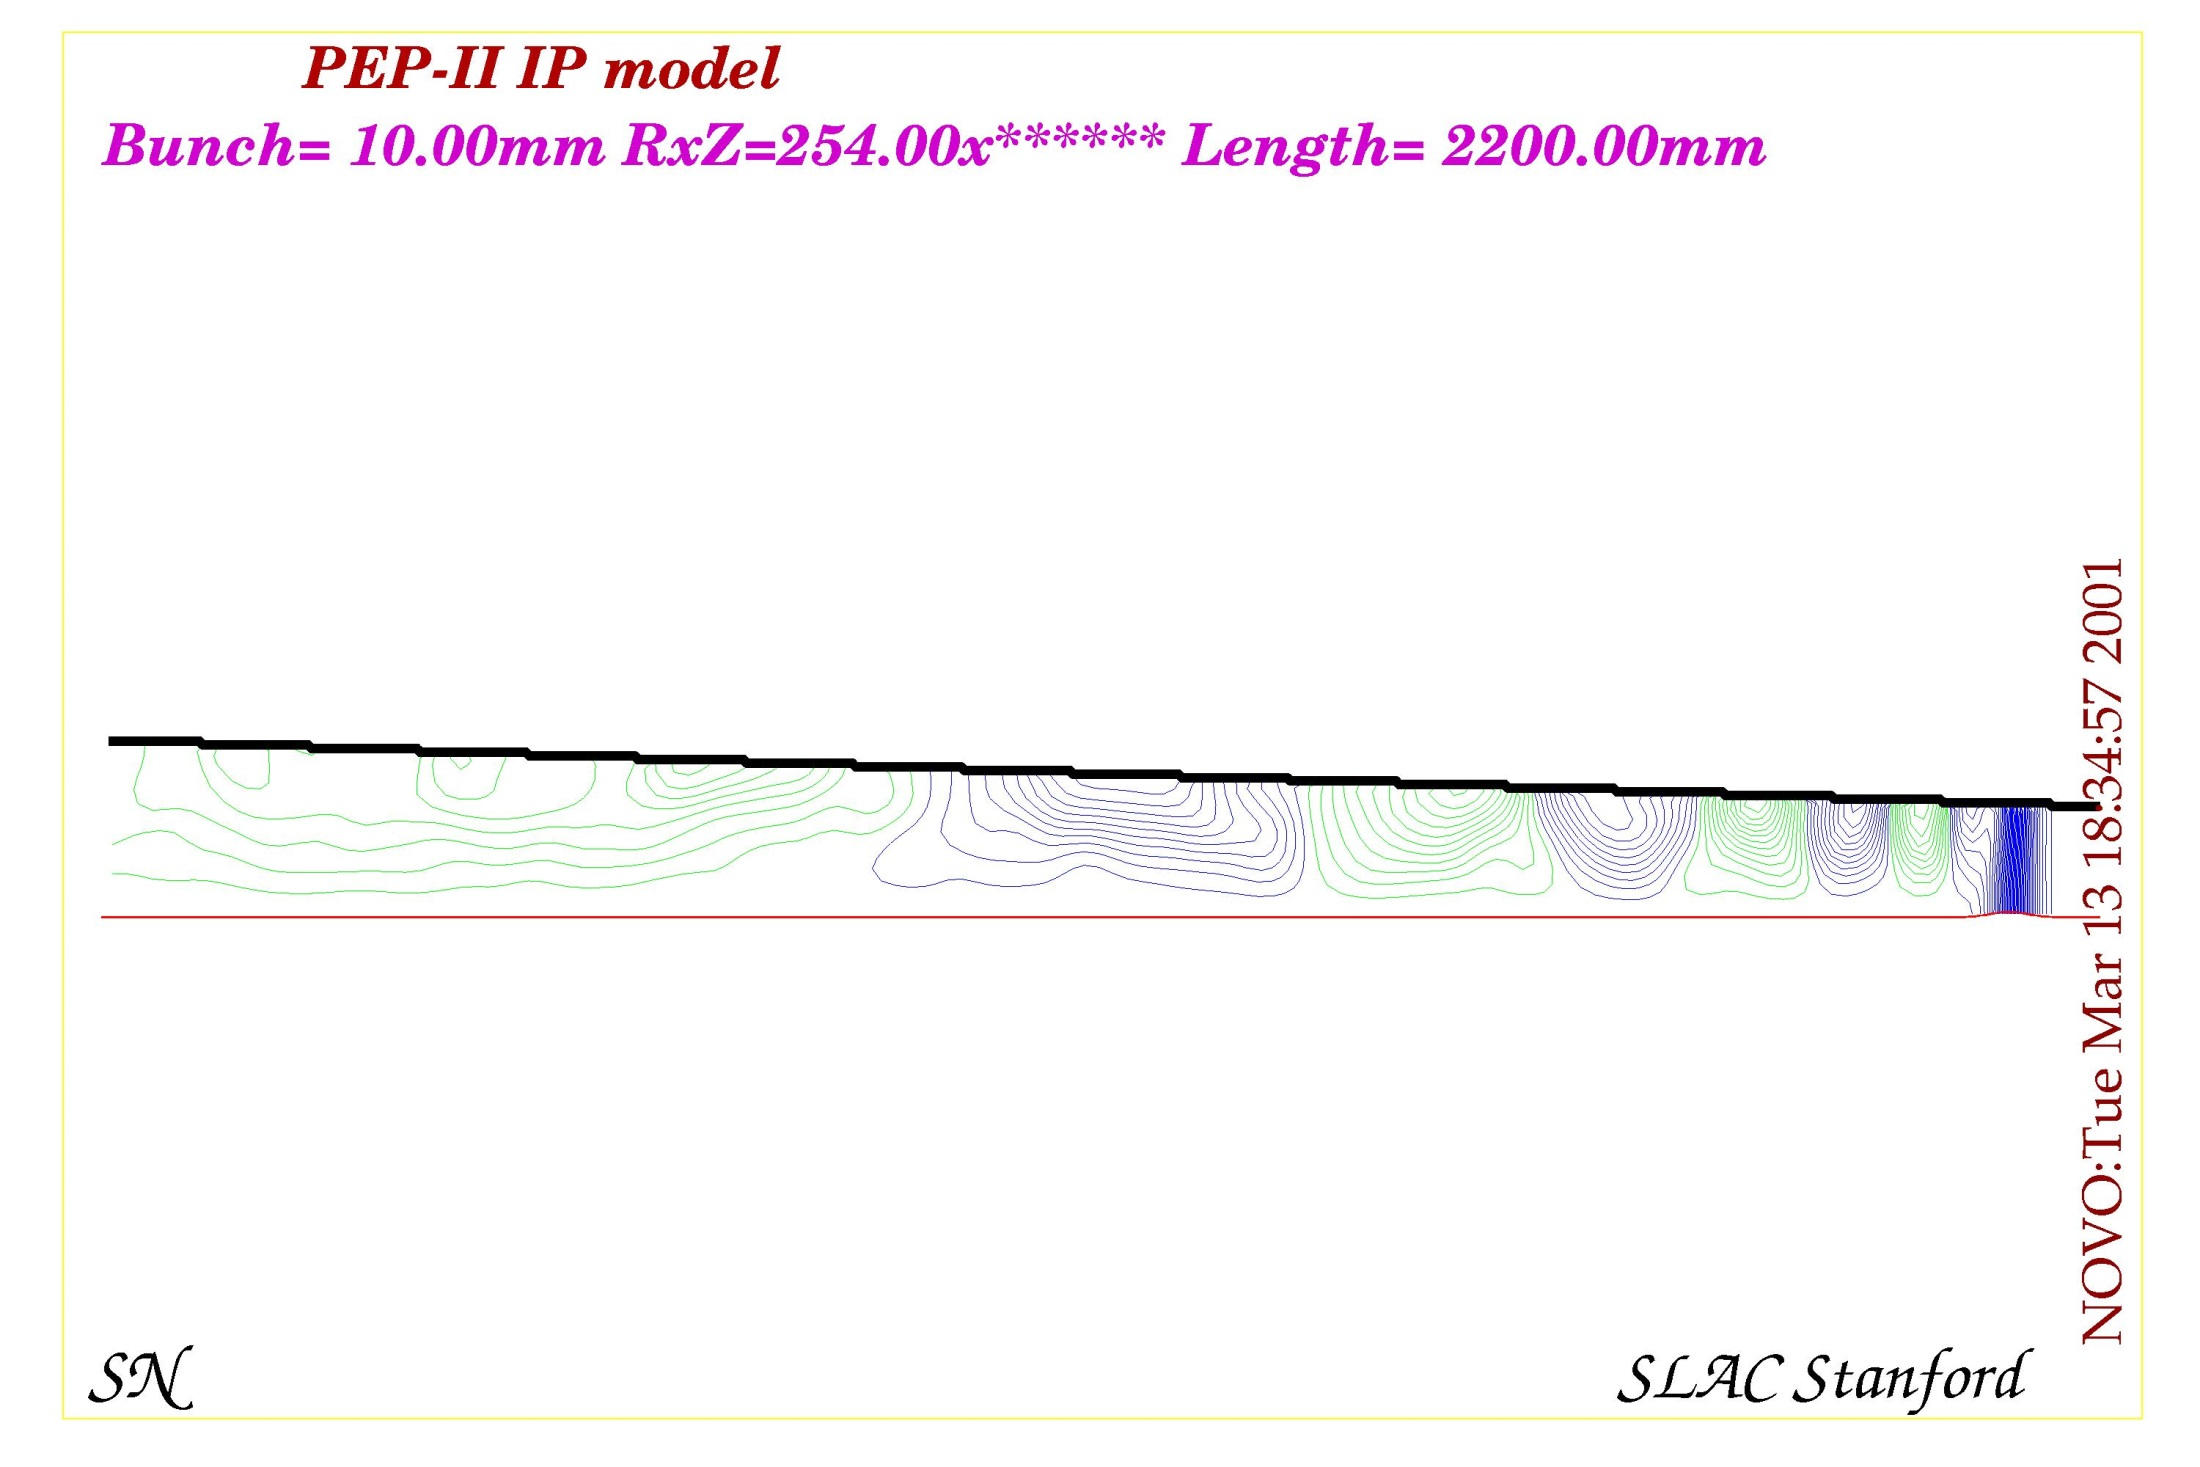 PEP-II IP model
Bunch= 10.00mm RxZ=254.00x****** Length= 2200.00mm
NOVO:Tue Mar 13 18:34:57 2001
SN
SLAC Stanford